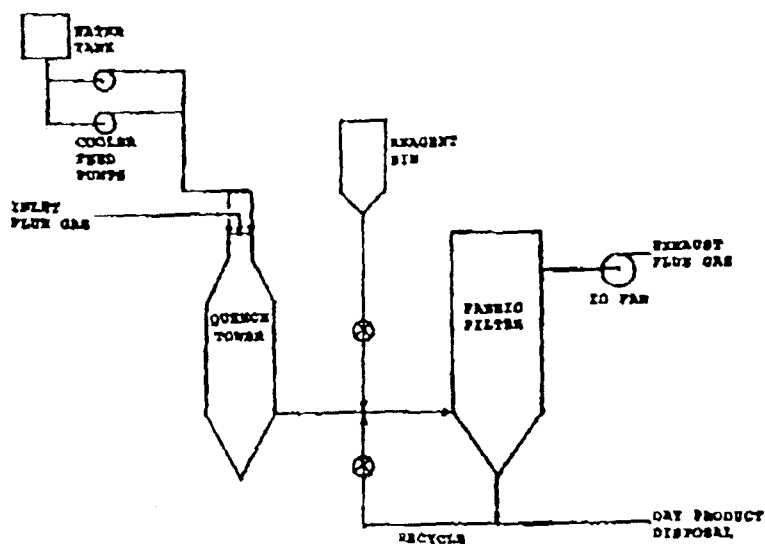 WATER
TANK
COOLER
FEED
PUMPS
REAGENT
BIN
INLET
FLUE GAS
EXHAUST
FLUE GAS
ID FAN
QUENCH
TOWER
FABRIC
FILTER
RECYCLE
DRY PRODUCT
DISPOSAL